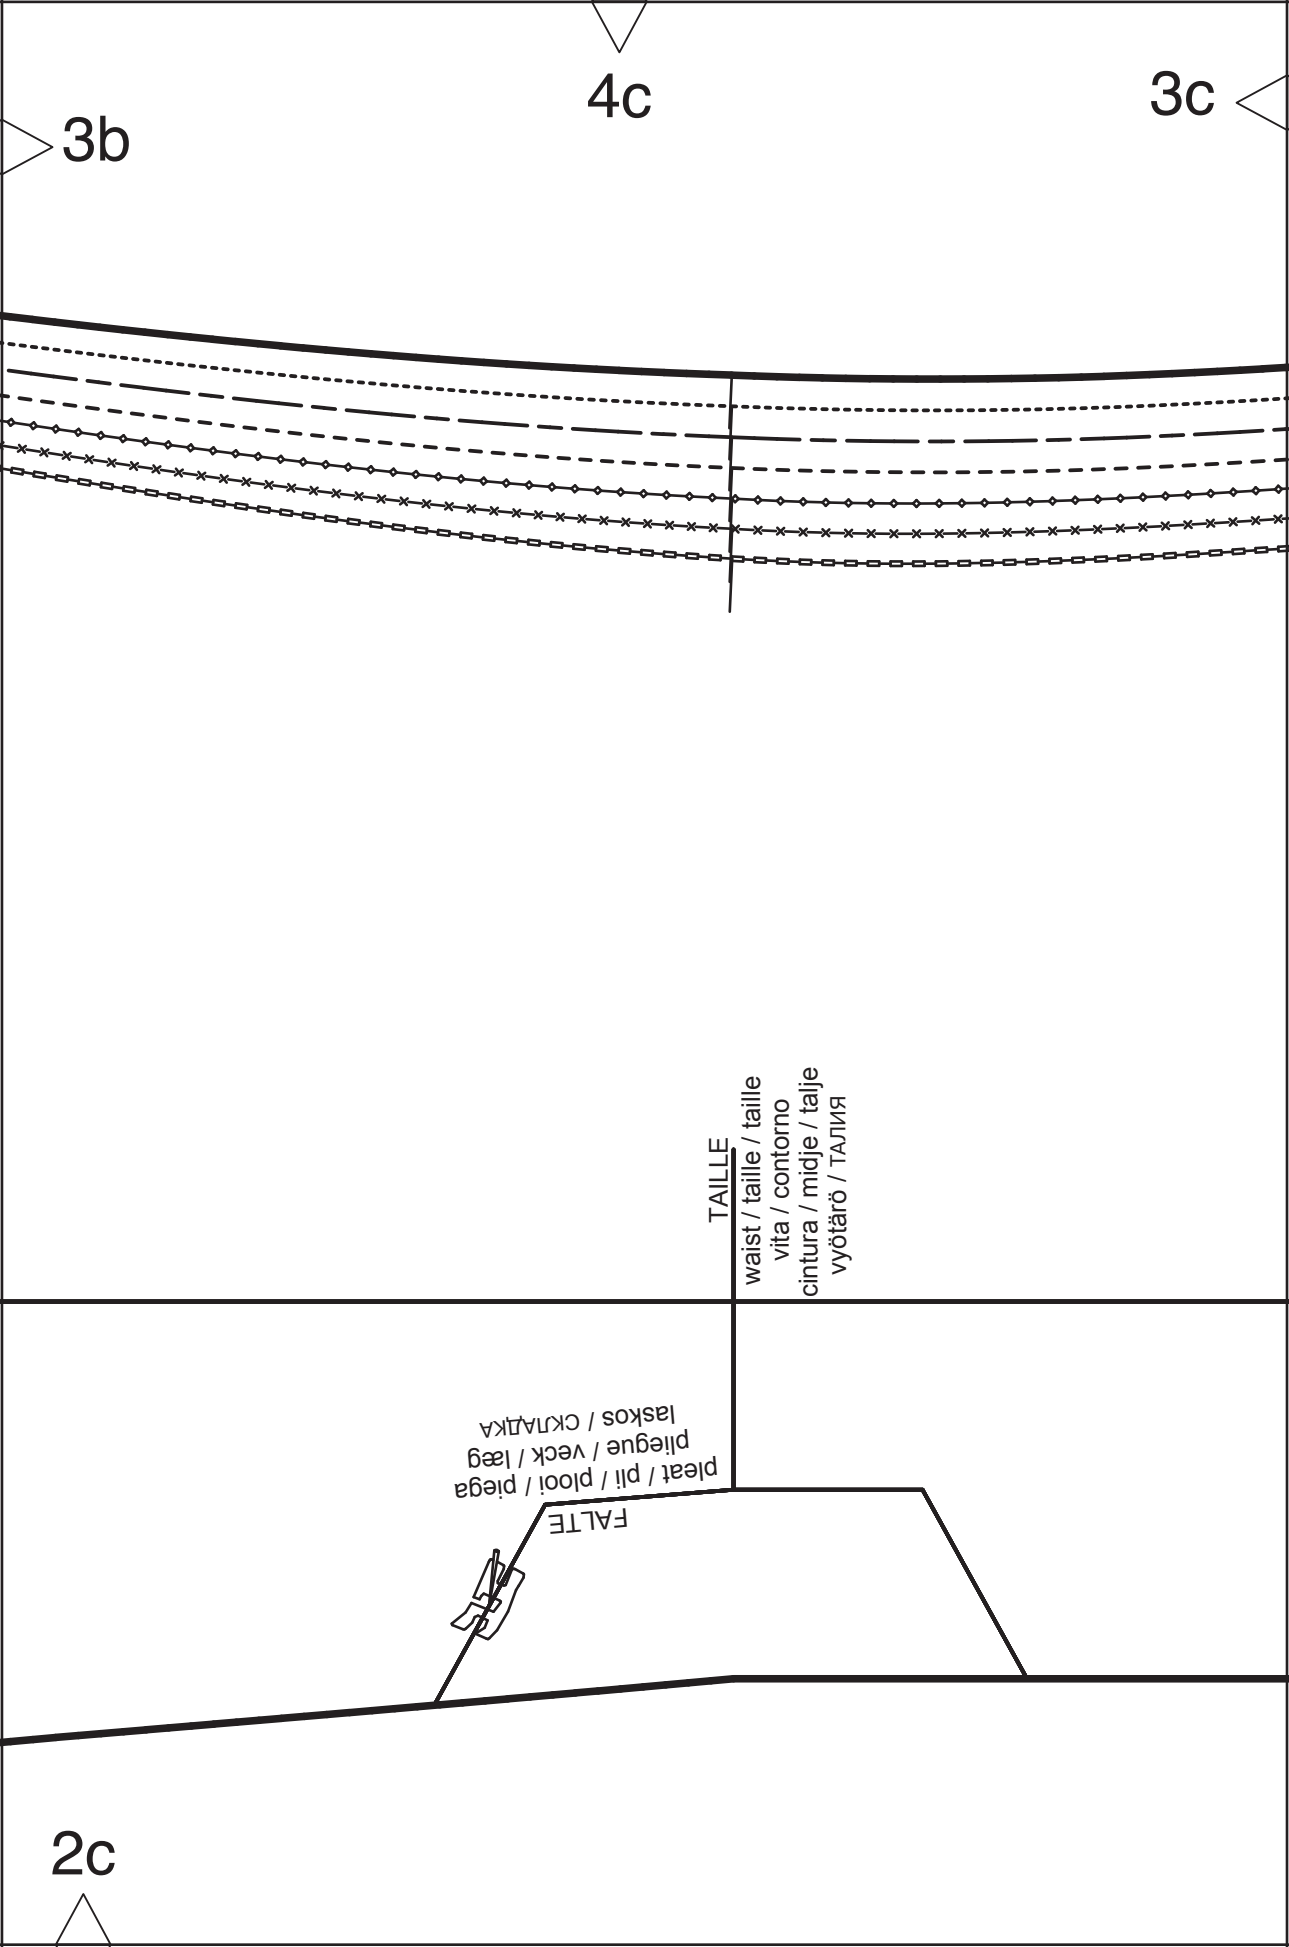 4c
3c
3b
TAILLE
waist / taille / taille
vita / contorno
cintura / midje / talje
vyötärö / ТАЛИЯ
FALTE
pleat / pli / plooi / piega
pliegue / veck / læg
laskos / СКЛАДКА
2c